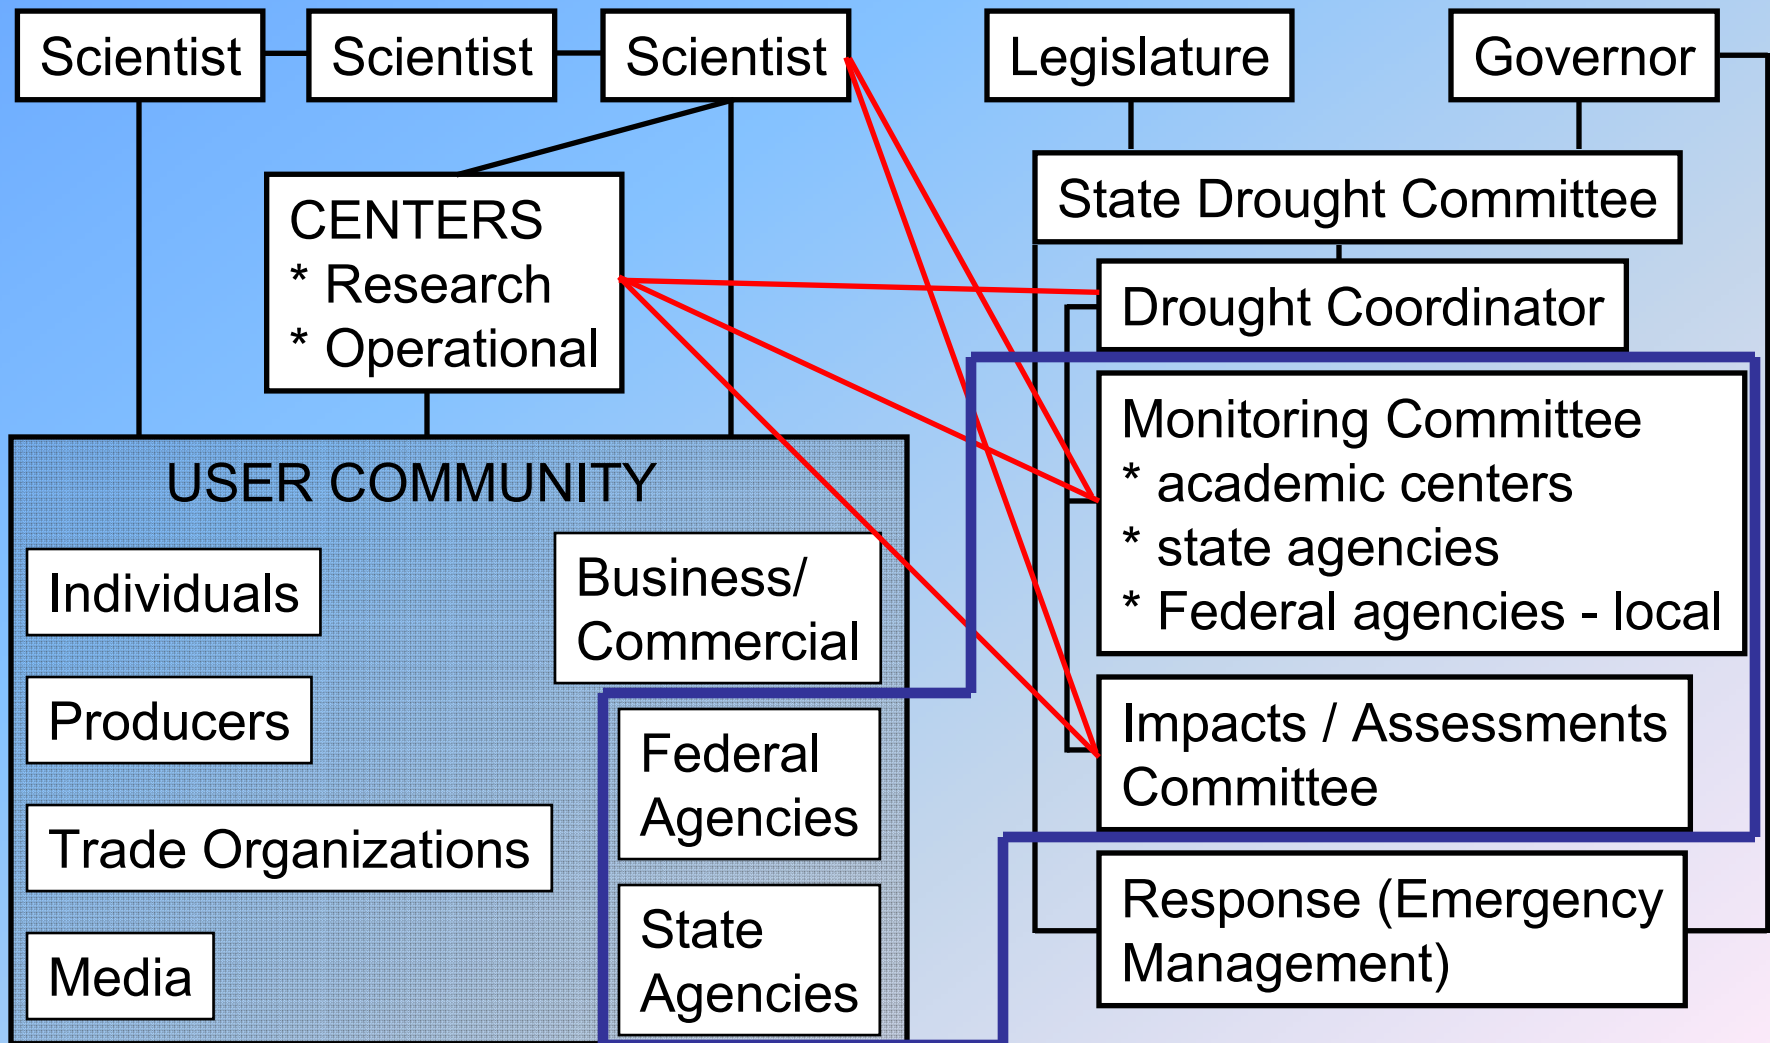 Scientist
Scientist
Scientist
Legislature
Governor
CENTERS
* Research
* Operational
State Drought Committee
Drought Coordinator
Monitoring Committee
* academic centers
* state agencies
* Federal agencies - local
Impacts / Assessments
Committee
Response (Emergency
Management)
USER COMMUNITY
Individuals
Producers
Trade Organizations
Media
Business/
Commercial
Federal
Agencies
State
Agencies